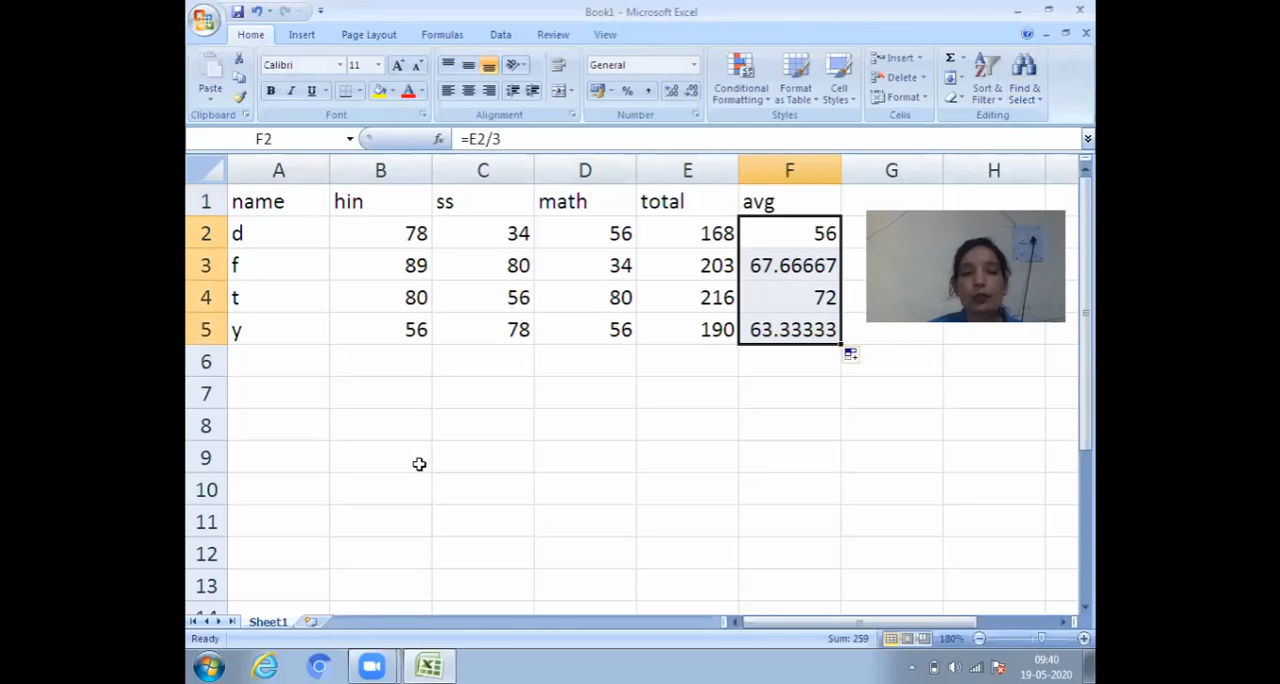 Book1 - Microsoft Excel
Home Insert Page Layout Formulas Data Review View
Paste
Calibri 11
B I U
A A
General
% ,
Conditional Formatting
Format as Table
Cell Styles
Insert
Delete
Format
Σ
Sort & Filter
Find & Select
Clipboard Font Alignment Number Styles Cells Editing
F2 fx =E2/3
A B C D E F G H
1 name hin ss math total avg
2 d 78 34 56 168 56
3 f 89 80 34 203 67.66667
4 t 80 56 80 216 72
5 y 56 78 56 190 63.33333
6
7
8
9
10
11
12
13
14
Sheet1
Ready Sum: 259 180%
09:40
19-05-2020